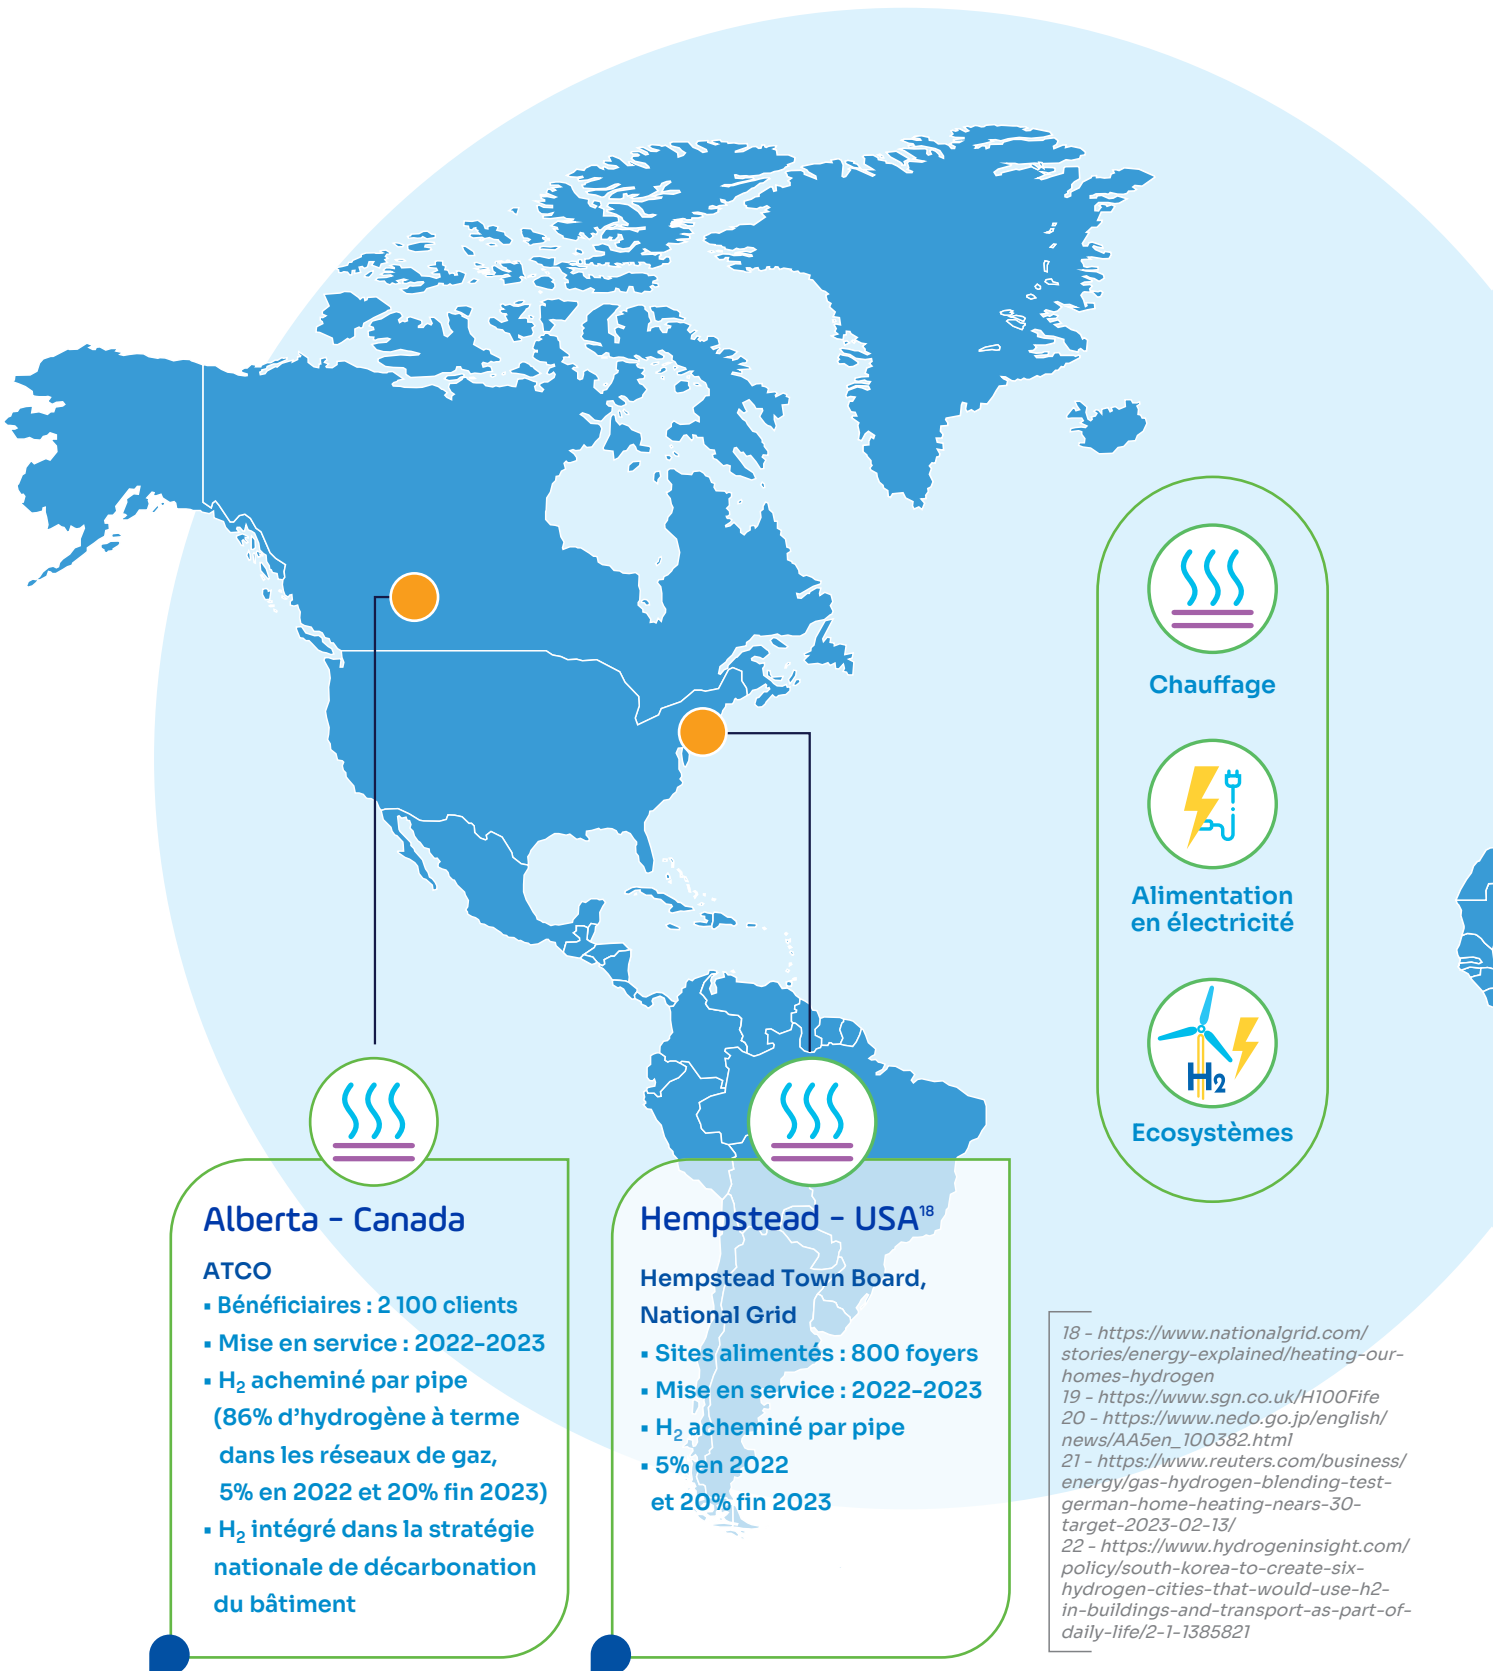 Chauffage
Alimentation
en électricité
H2
Ecosystèmes
Alberta - Canada
ATCO
▪ Bénéficiaires : 2 100 clients
▪ Mise en service : 2022-2023
▪ H₂ acheminé par pipe
(86% d'hydrogène à terme
dans les réseaux de gaz,
5% en 2022 et 20% fin 2023)
▪ H₂ intégré dans la stratégie
nationale de décarbonation
du bâtiment
Hempstead - USA¹⁸
Hempstead Town Board,
National Grid
▪ Sites alimentés : 800 foyers
▪ Mise en service : 2022-2023
▪ H₂ acheminé par pipe
▪ 5% en 2022
et 20% fin 2023
18 - https://www.nationalgrid.com/
stories/energy-explained/heating-our-
homes-hydrogen
19 - https://www.sgn.co.uk/H100Fife
20 - https://www.nedo.go.jp/english/
news/AA5en_100382.html
21 - https://www.reuters.com/business/
energy/gas-hydrogen-blending-test-
german-home-heating-nears-30-
target-2023-02-13/
22 - https://www.hydrogeninsight.com/
policy/south-korea-to-create-six-
hydrogen-cities-that-would-use-h2-
in-buildings-and-transport-as-part-of-
daily-life/2-1-1385821